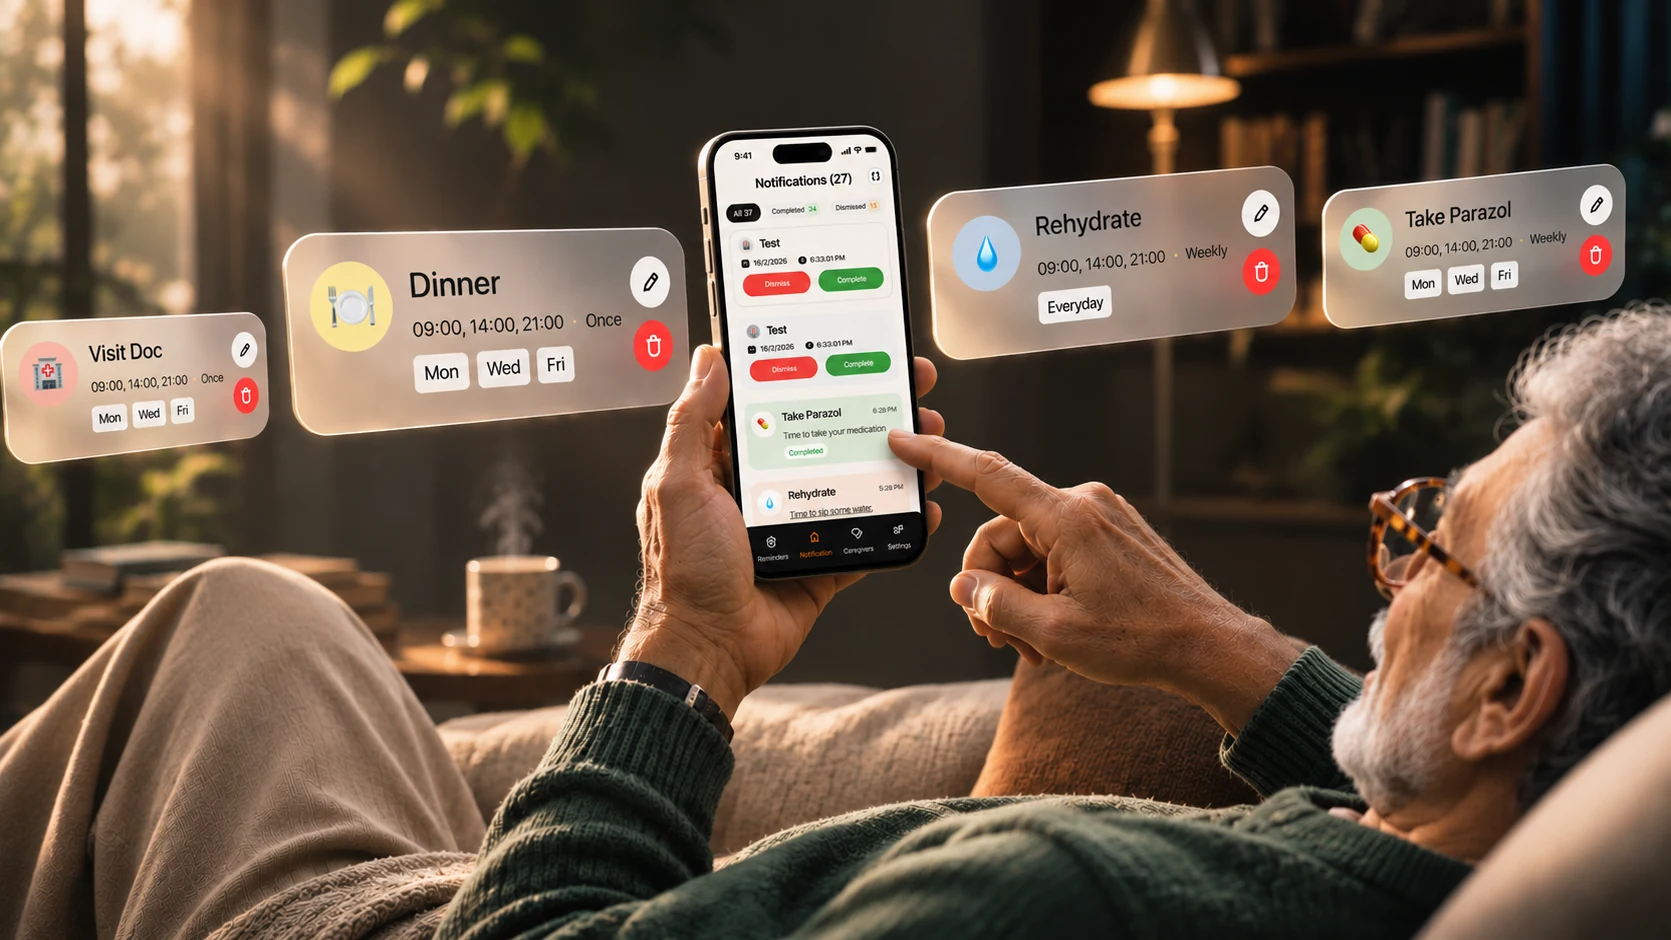 Visit Doc
09:00, 14:00, 21:00 · Once
Mon Wed Fri
Dinner
09:00, 14:00, 21:00 · Once
Mon Wed Fri
9:41
Notifications (27)
All 37 Completed 24 Dismissed 13
Test
16/2/2026 6:33:01 PM
Dismiss Complete
Test
16/2/2026 6:33:01 PM
Dismiss Complete
Take Parazol 6:28 PM
Time to take your medication
Completed
Rehydrate 5:28 PM
Time to sip some water.
Reminders Notification Caregivers Settings
Rehydrate
09:00, 14:00, 21:00 · Weekly
Everyday
Take Parazol
09:00, 14:00, 21:00 · Weekly
Mon Wed Fri